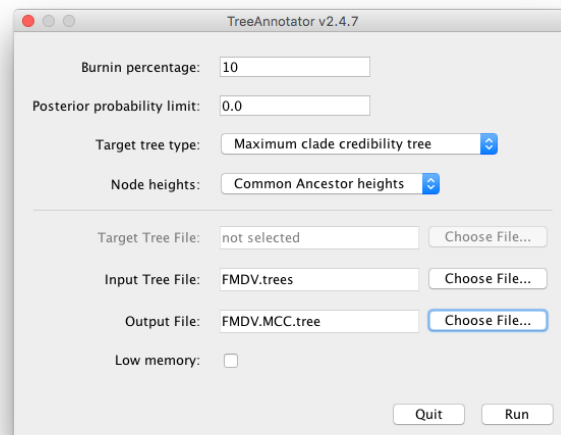 TreeAnnotator v2.4.7
Burnin percentage: 10
Posterior probability limit: 0.0
Target tree type: Maximum clade credibility tree
Node heights: Common Ancestor heights
Target Tree File: not selected Choose File...
Input Tree File: FMDV.trees Choose File...
Output File: FMDV.MCC.tree Choose File...
Low memory:
Quit Run